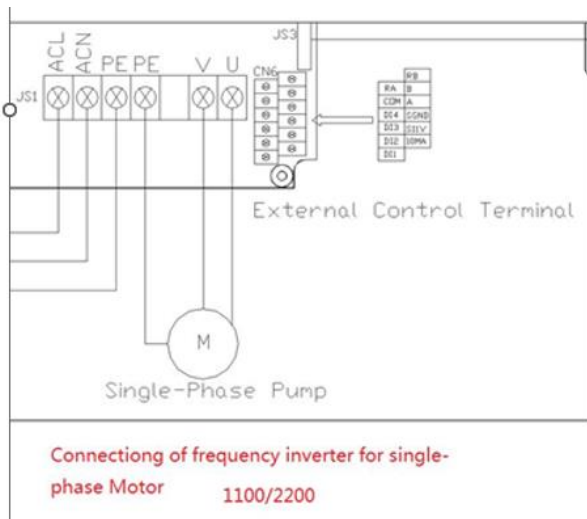 JS3
ACL ACN PE PE V U
CN6
JS1
RB
RA B
COM A
DI4 SGND
DI3 S11V
DI2 10MA
DI1
External Control Terminal
M
Single-Phase Pump
Connectiong of frequency inverter for single-
phase Motor 1100/2200